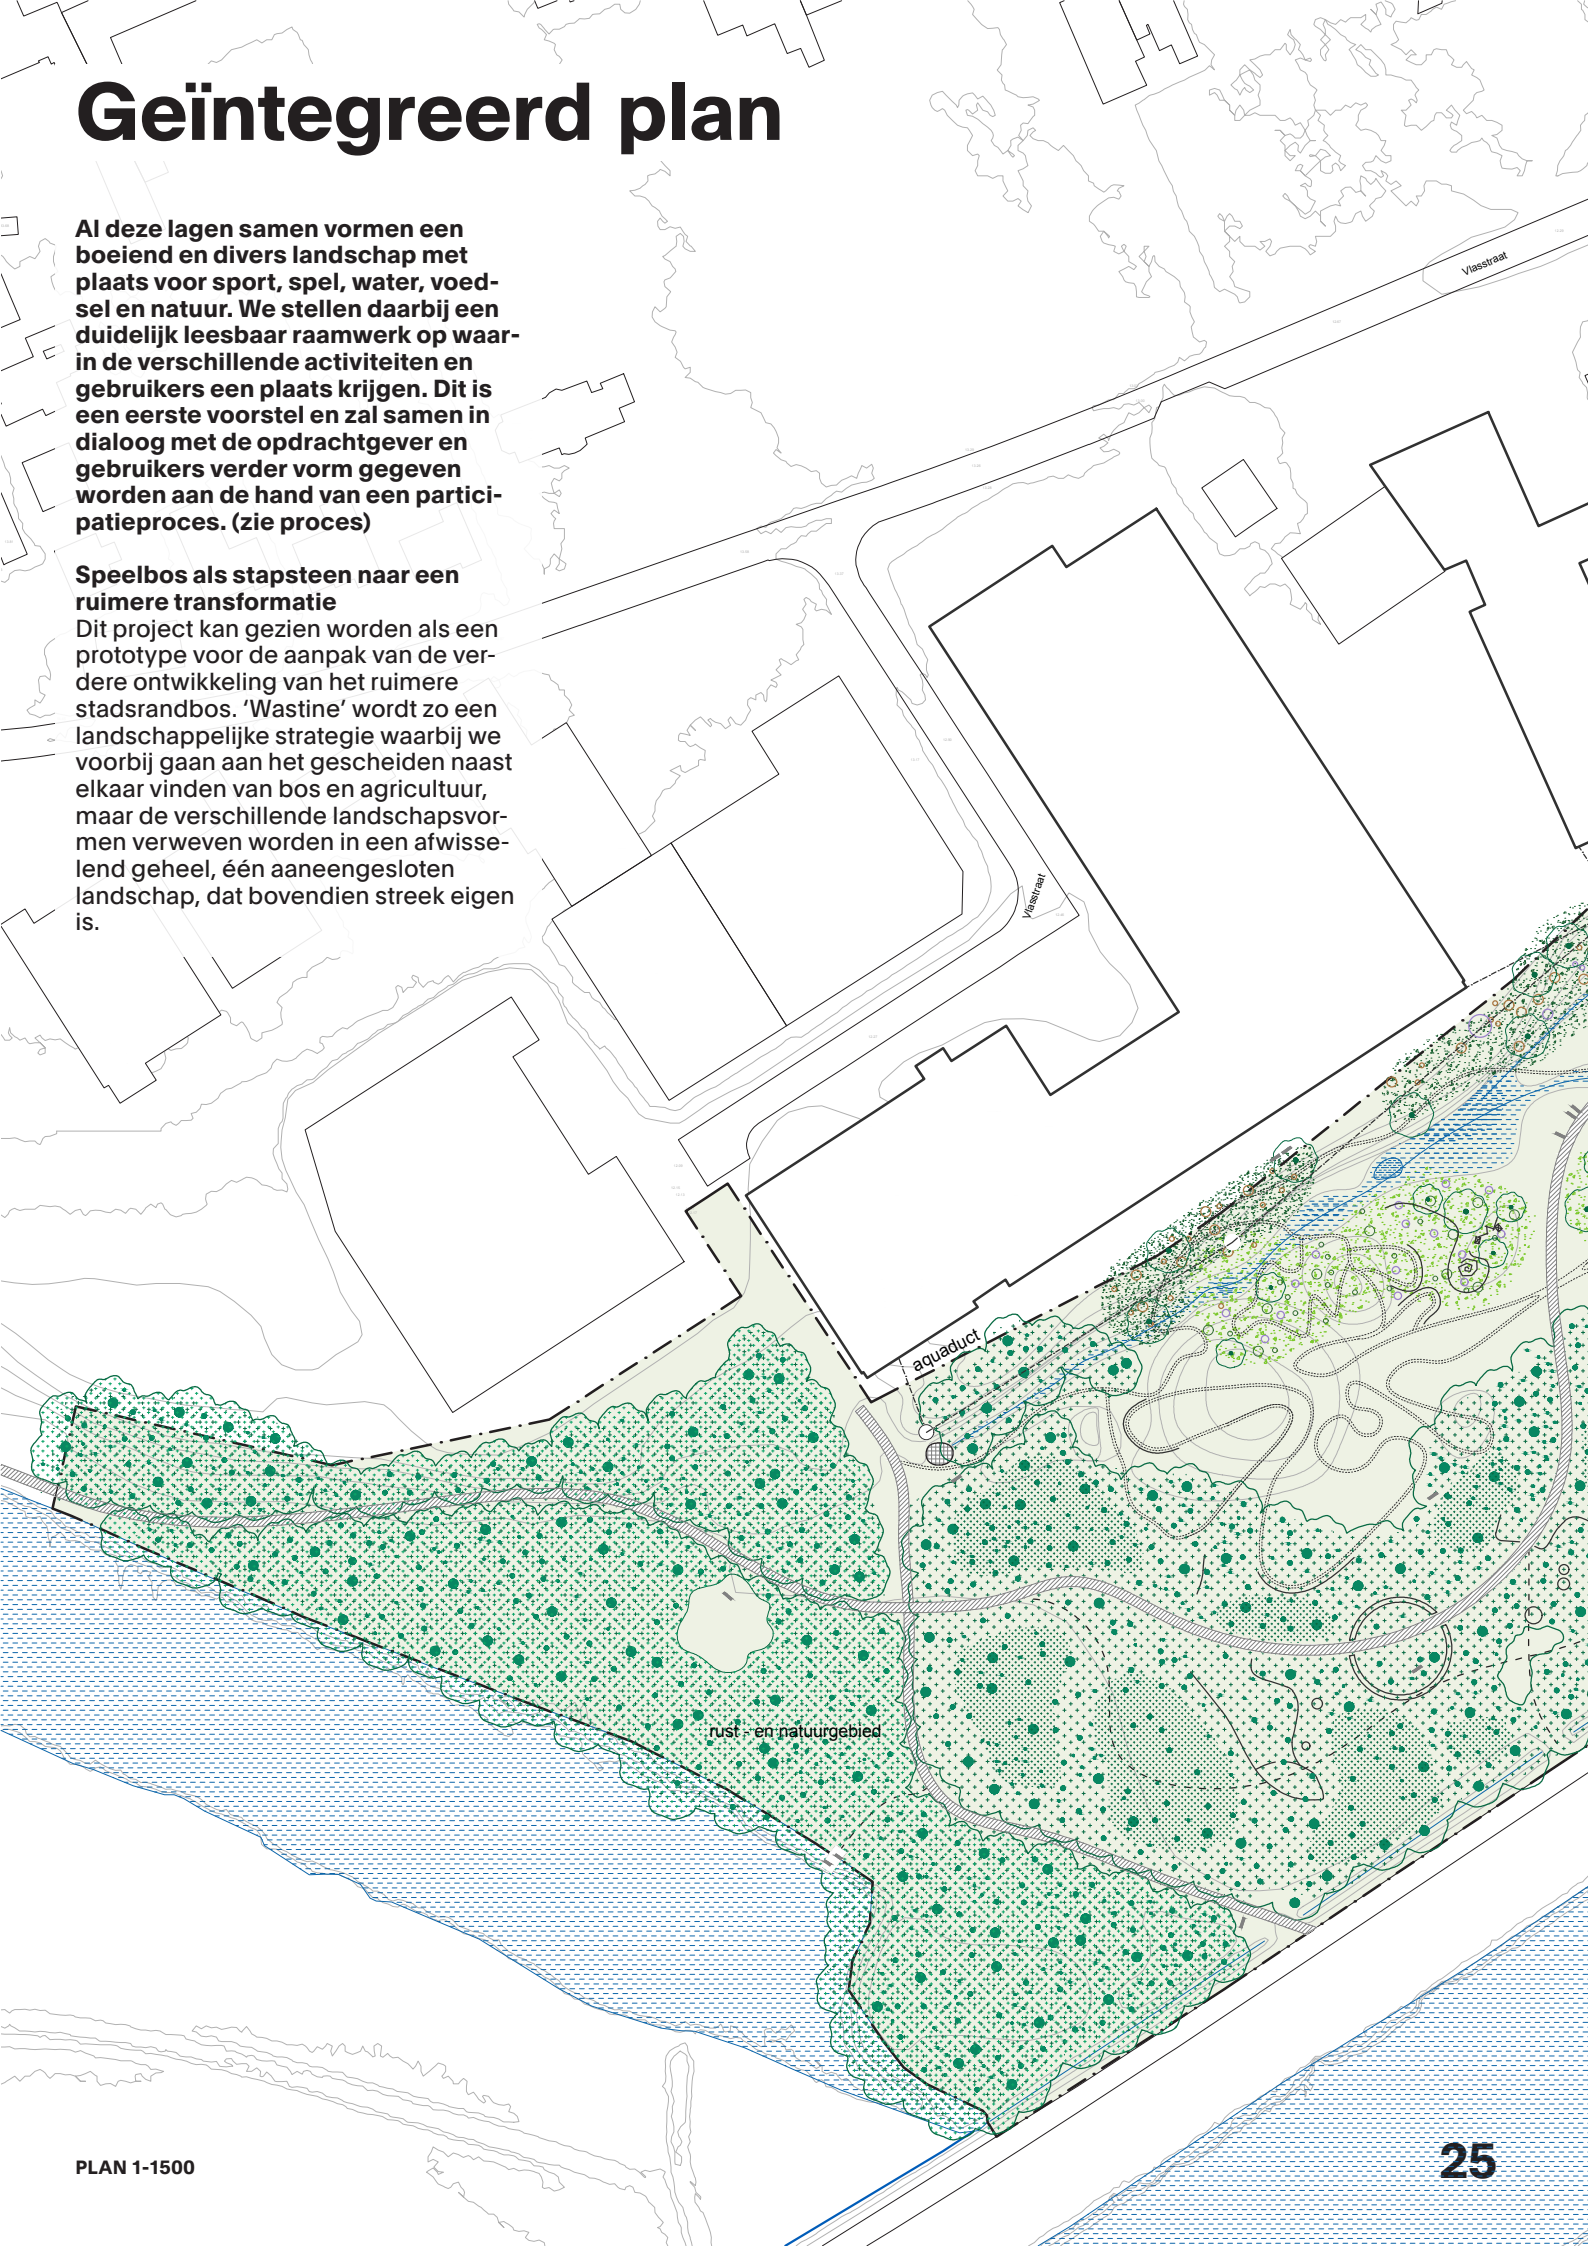 Geïntegreerd plan
Al deze lagen samen vormen een
boeiend en divers landschap met
plaats voor sport, spel, water, voed-
sel en natuur. We stellen daarbij een
duidelijk leesbaar raamwerk op waar-
in de verschillende activiteiten en
gebruikers een plaats krijgen. Dit is
een eerste voorstel en zal samen in
dialoog met de opdrachtgever en
gebruikers verder vorm gegeven
worden aan de hand van een partici-
patieproces. (zie proces)
Speelbos als stapsteen naar een
ruimere transformatie
Dit project kan gezien worden als een
prototype voor de aanpak van de ver-
dere ontwikkeling van het ruimere
stadsrandbos. ‘Wastine’ wordt zo een
landschappelijke strategie waarbij we
voorbij gaan aan het gescheiden naast
elkaar vinden van bos en agricultuur,
maar de verschillende landschapsvor-
men verweven worden in een afwisse-
lend geheel, één aaneengesloten
landschap, dat bovendien streek eigen
is.
Vlasstraat
Vlasstraat
aquaduct
rust - en natuurgebied
PLAN 1-1500
25